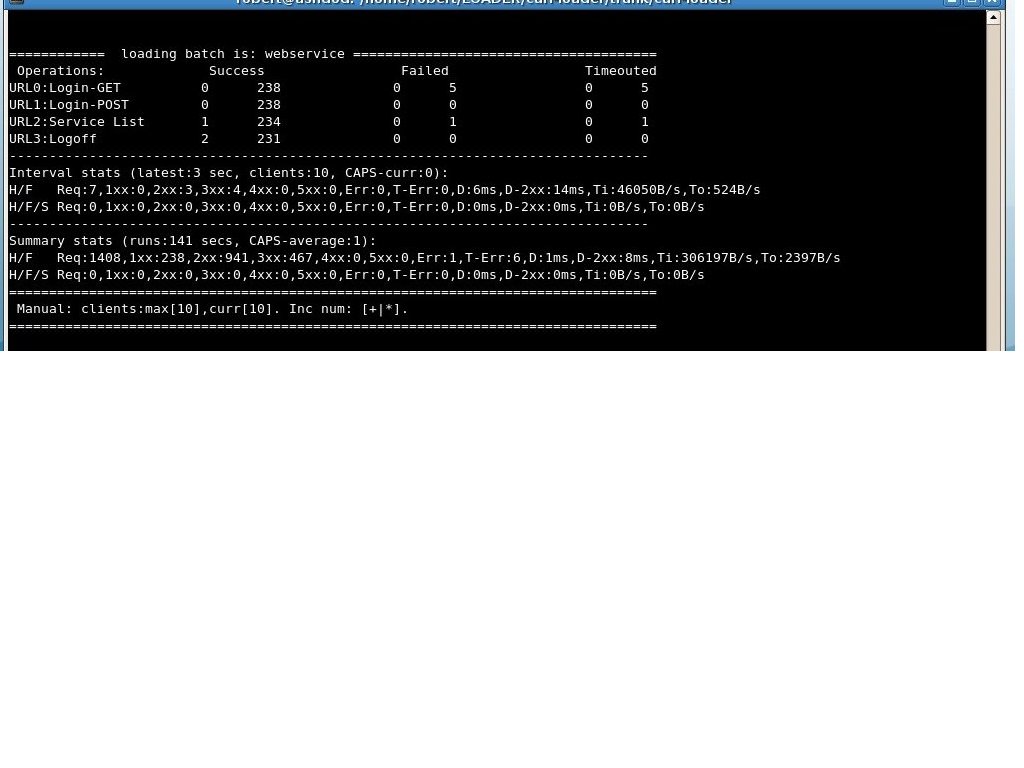 robert@ashdod: /home/robert/LOADER/curl-loader/trunk/curl-loader
============  loading batch is: webservice ======================================
 Operations:             Success                 Failed                 Timeouted
URL0:Login-GET          0      238              0      5                0      5
URL1:Login-POST         0      238              0      0                0      0
URL2:Service List       1      234              0      1                0      1
URL3:Logoff             2      231              0      0                0      0
--------------------------------------------------------------------------------
Interval stats (latest:3 sec, clients:10, CAPS-curr:0):
H/F   Req:7,1xx:0,2xx:3,3xx:4,4xx:0,5xx:0,Err:0,T-Err:0,D:6ms,D-2xx:14ms,Ti:46050B/s,To:524B/s
H/F/S Req:0,1xx:0,2xx:0,3xx:0,4xx:0,5xx:0,Err:0,T-Err:0,D:0ms,D-2xx:0ms,Ti:0B/s,To:0B/s
--------------------------------------------------------------------------------
Summary stats (runs:141 secs, CAPS-average:1):
H/F   Req:1408,1xx:238,2xx:941,3xx:467,4xx:0,5xx:0,Err:1,T-Err:6,D:1ms,D-2xx:8ms,Ti:306197B/s,To:2397B/s
H/F/S Req:0,1xx:0,2xx:0,3xx:0,4xx:0,5xx:0,Err:0,T-Err:0,D:0ms,D-2xx:0ms,Ti:0B/s,To:0B/s
=================================================================================
 Manual: clients:max[10],curr[10]. Inc num: [+|*].
=================================================================================